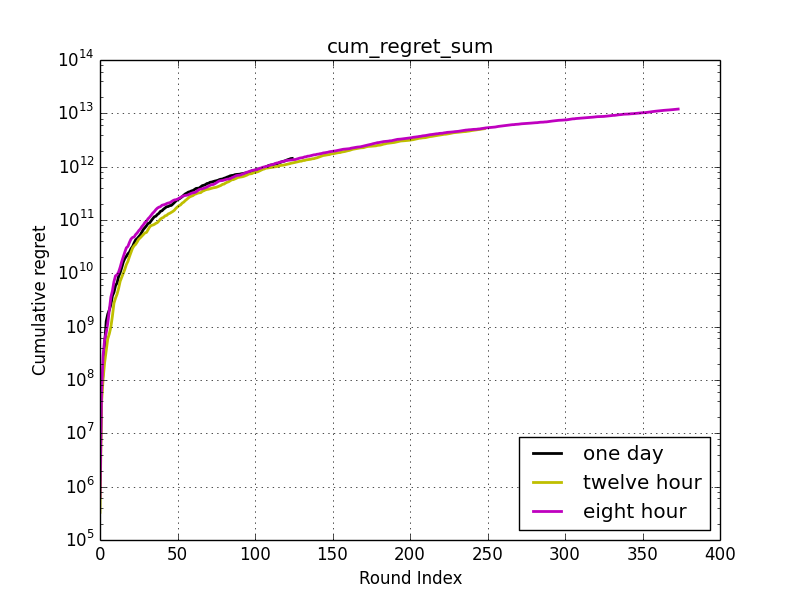 cum_regret_sum
10^14
10^13
10^12
10^11
10^10
10^9
10^8
10^7
10^6
10^5
Cumulative regret
one day
twelve hour
eight hour
0 50 100 150 200 250 300 350 400
Round Index